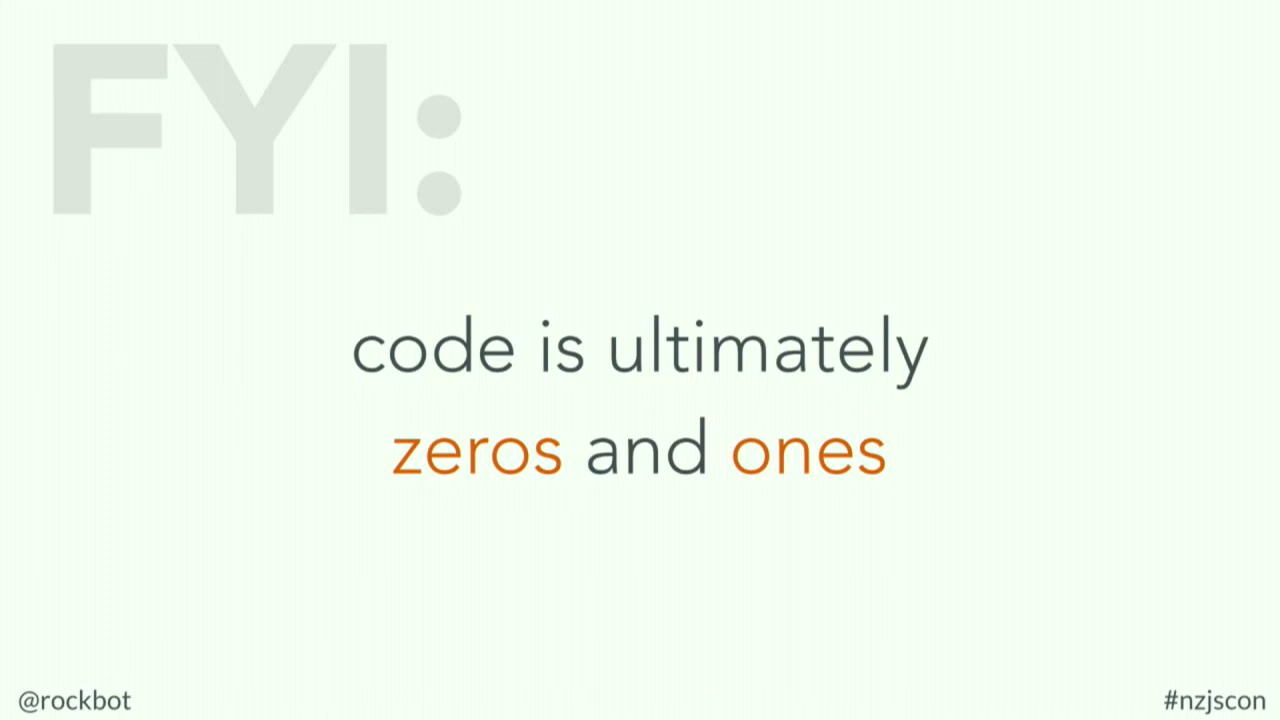 FYI:
code is ultimately
zeros and ones
@rockbot
#nzjscon